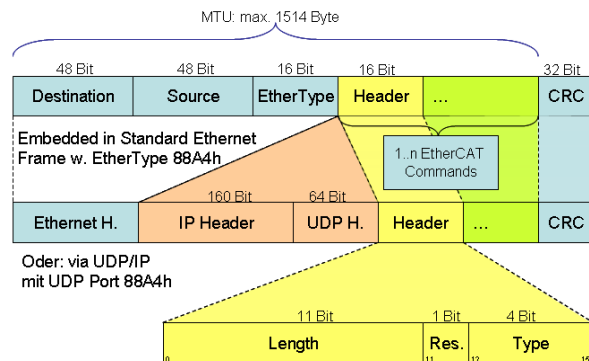 MTU: max. 1514 Byte
48 Bit 48 Bit 16 Bit 16 Bit 32 Bit
Destination Source EtherType Header ... CRC
Embedded in Standard Ethernet
Frame w. EtherType 88A4h
1..n EtherCAT
Commands
160 Bit 64 Bit
Ethernet H. IP Header UDP H. Header ... CRC
Oder: via UDP/IP
mit UDP Port 88A4h
11 Bit 1 Bit 4 Bit
Length Res. Type
0 11 12 15